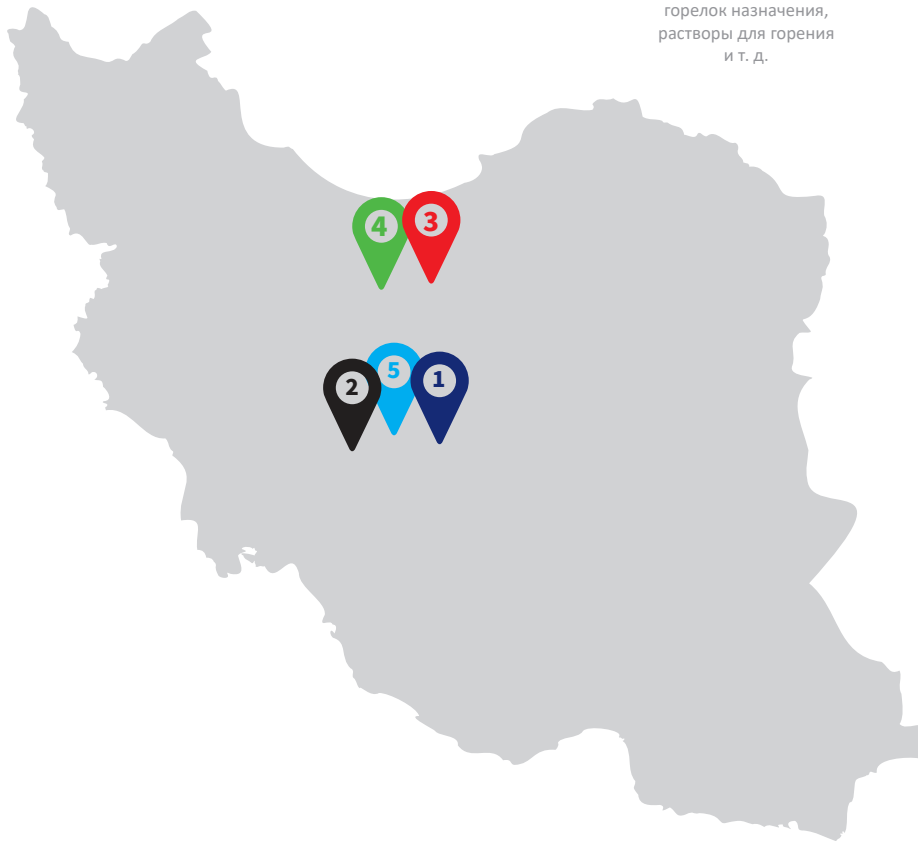 горелок назначения,
растворы для горения
и т. д.
4
3
2
5
1